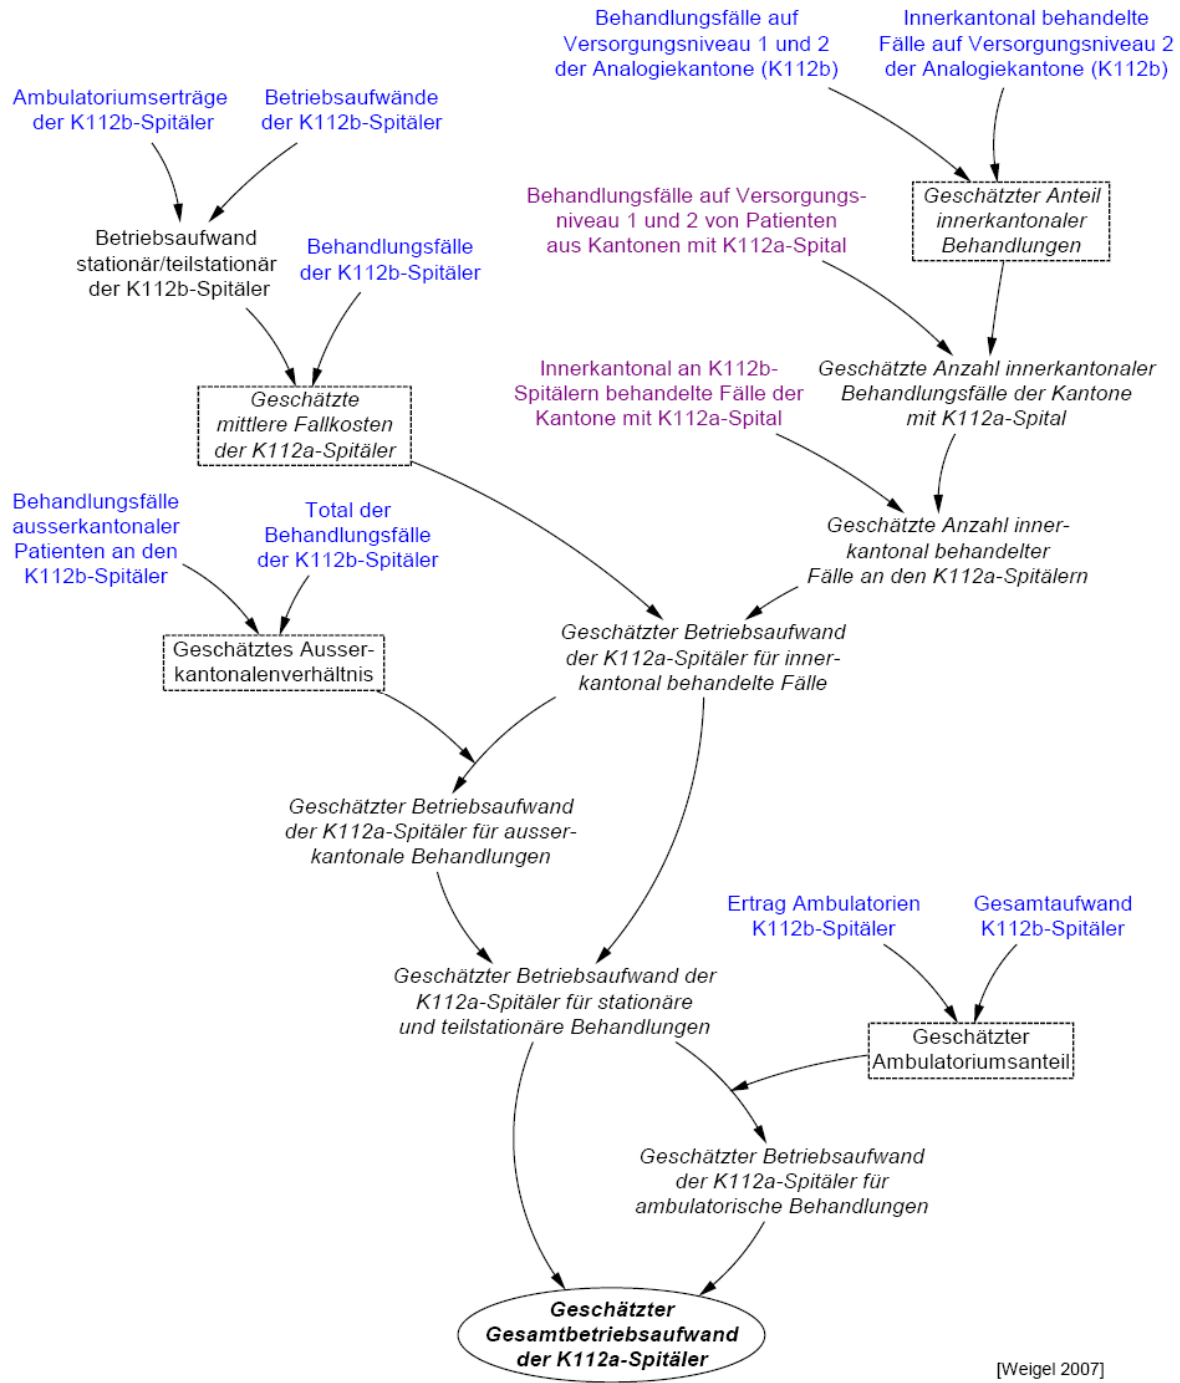 Behandlungsfälle auf
Versorgungsniveau 1 und 2
der Analogiekantone (K112b)
Innerkantonal behandelte
Fälle auf Versorgungsniveau 2
der Analogiekantone (K112b)
Ambulatoriumserträge
der K112b-Spitäler
Betriebsaufwände
der K112b-Spitäler
Behandlungsfälle auf Versorgungs-
niveau 1 und 2 von Patienten
aus Kantonen mit K112a-Spital
Geschätzter Anteil
innerkantonaler
Behandlungen
Betriebsaufwand
stationär/teilstationär
der K112b-Spitäler
Behandlungsfälle
der K112b-Spitäler
Innerkantonal an K112b-
Spitälern behandelte Fälle der
Kantone mit K112a-Spital
Geschätzte Anzahl innerkantonaler
Behandlungsfälle der Kantone
mit K112a-Spital
Geschätzte
mittlere Fallkosten
der K112a-Spitäler
Behandlungsfälle
ausserkantonaler
Patienten an den
K112b-Spitäler
Total der
Behandlungsfälle
der K112b-Spitäler
Geschätzte Anzahl inner-
kantonal behandelter
Fälle an den K112a-Spitälern
Geschätztes Ausser-
kantonalenverhältnis
Geschätzter Betriebsaufwand
der K112a-Spitäler für inner-
kantonal behandelte Fälle
Geschätzter Betriebsaufwand
der K112a-Spitäler für ausser-
kantonale Behandlungen
Ertrag Ambulatorien
K112b-Spitäler
Gesamtaufwand
K112b-Spitäler
Geschätzter Betriebsaufwand der
K112a-Spitäler für stationäre
und teilstationäre Behandlungen
Geschätzter
Ambulatoriumsanteil
Geschätzter Betriebsaufwand
der K112a-Spitäler für
ambulatorische Behandlungen
Geschätzter
Gesamtbetriebsaufwand
der K112a-Spitäler
[Weigel 2007]